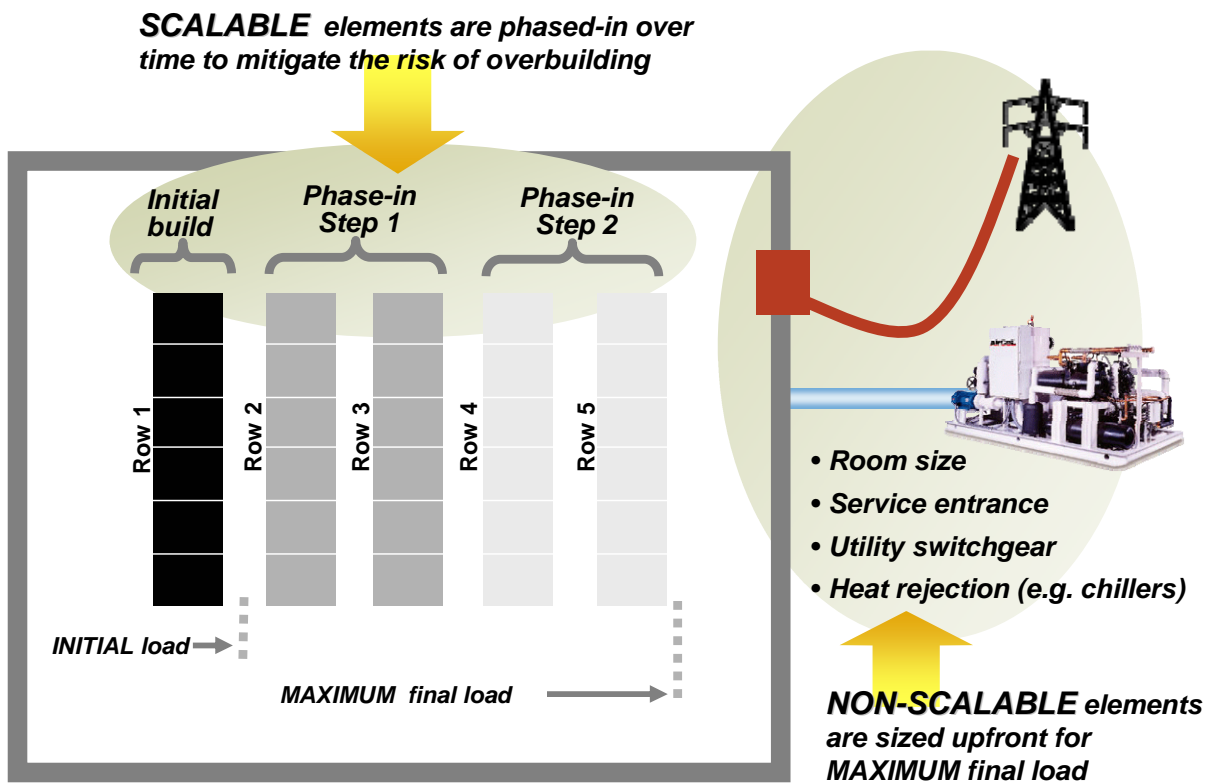 SCALABLE elements are phased-in over
time to mitigate the risk of overbuilding
Initial
build
Phase-in
Step 1
Phase-in
Step 2
Row 1
Row 2
Row 3
Row 4
Row 5
INITIAL load
MAXIMUM final load
• Room size
• Service entrance
• Utility switchgear
• Heat rejection (e.g. chillers)
NON-SCALABLE elements
are sized upfront for
MAXIMUM final load